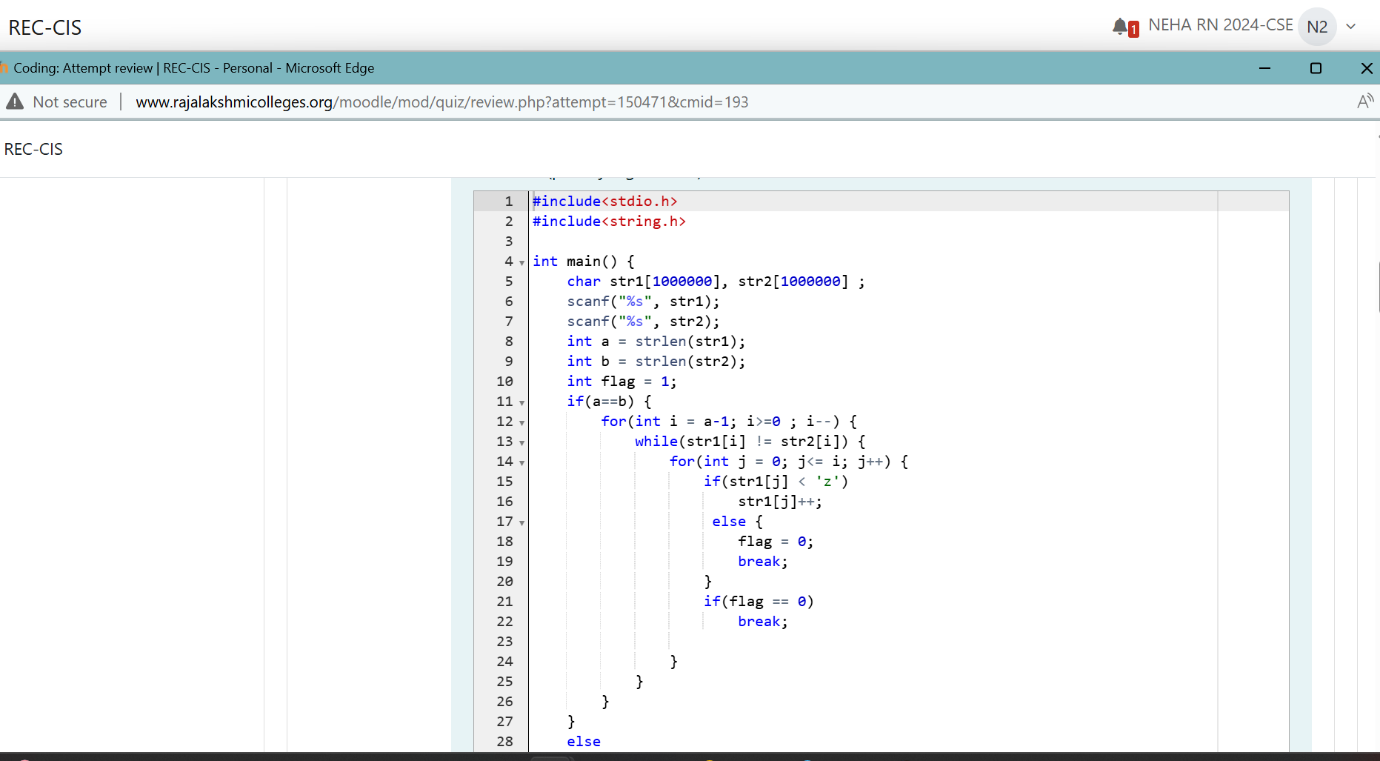 REC-CIS
1 NEHA RN 2024-CSE N2
Coding: Attempt review | REC-CIS - Personal - Microsoft Edge
Not secure | www.rajalakshmicolleges.org/moodle/mod/quiz/review.php?attempt=150471&cmid=193
REC-CIS
1 #include<stdio.h>
2 #include<string.h>
3
4 int main() {
5     char str1[1000000], str2[1000000] ;
6     scanf("%s", str1);
7     scanf("%s", str2);
8     int a = strlen(str1);
9     int b = strlen(str2);
10     int flag = 1;
11     if(a==b) {
12         for(int i = a-1; i>=0 ; i--) {
13             while(str1[i] != str2[i]) {
14                 for(int j = 0; j<= i; j++) {
15                     if(str1[j] < 'z')
16                         str1[j]++;
17                      else {
18                         flag = 0;
19                         break;
20                     }
21                     if(flag == 0)
22                         break;
23
24                 }
25             }
26         }
27     }
28     else